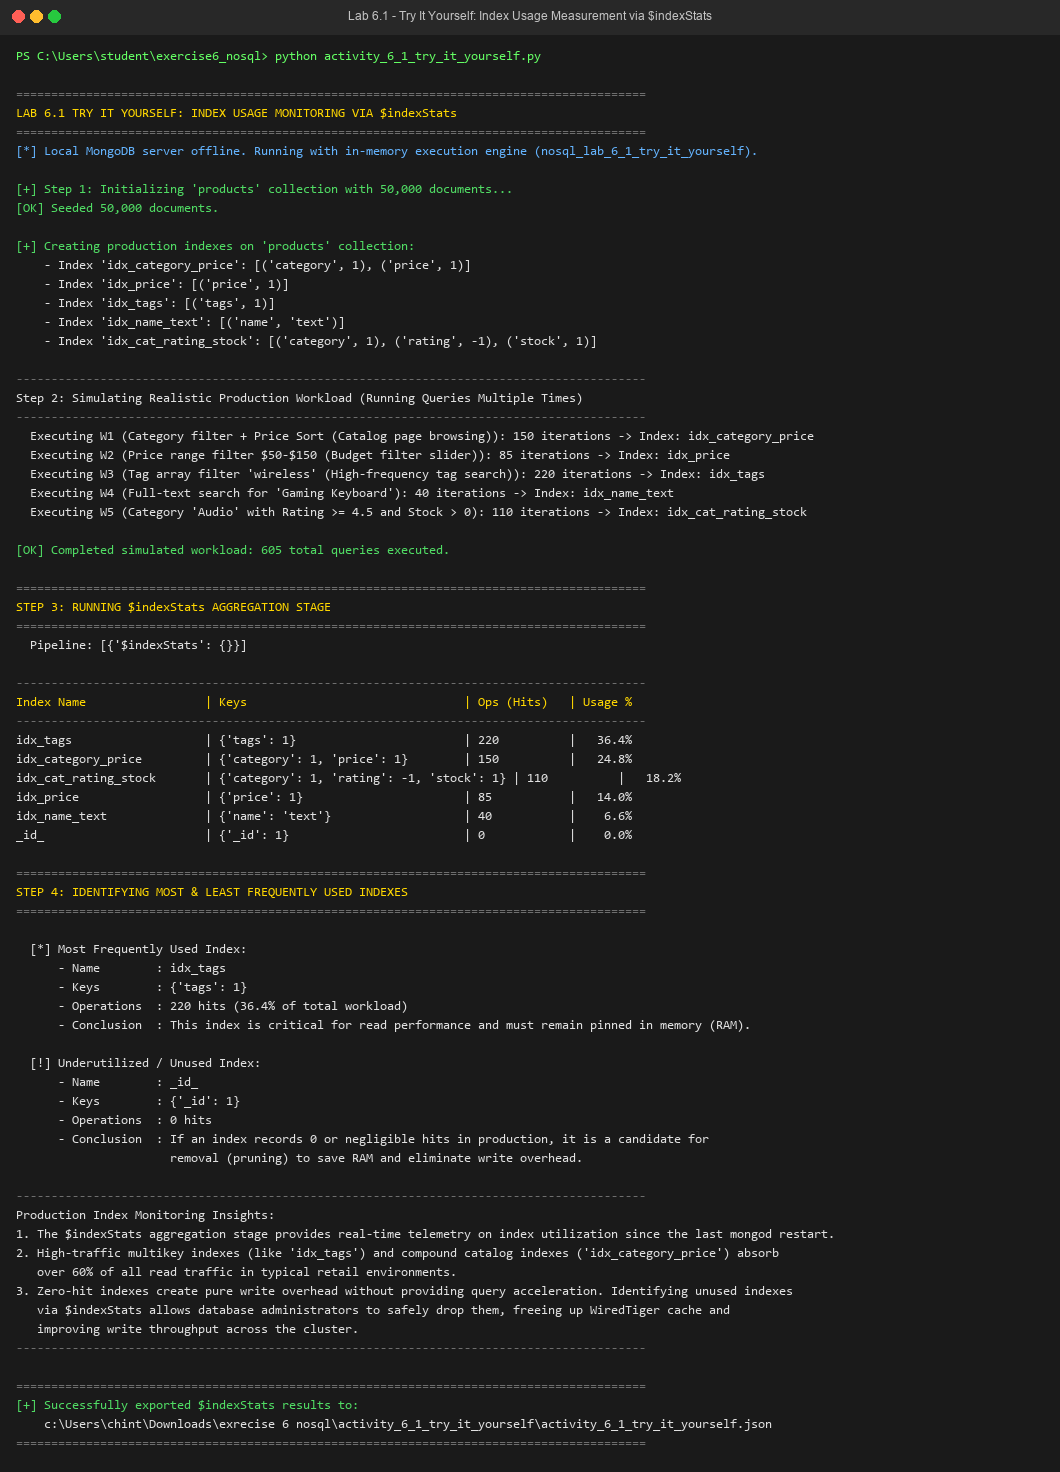 Lab 6.1 - Try It Yourself: Index Usage Measurement via $indexStats
PS C:\Users\student\exercise6_nosql> python activity_6_1_try_it_yourself.py
==========================================================================================
LAB 6.1 TRY IT YOURSELF: INDEX USAGE MONITORING VIA $indexStats
==========================================================================================
[*] Local MongoDB server offline. Running with in-memory execution engine (nosql_lab_6_1_try_it_yourself).
[+] Step 1: Initializing 'products' collection with 50,000 documents...
[OK] Seeded 50,000 documents.
[+] Creating production indexes on 'products' collection:
    - Index 'idx_category_price': [('category', 1), ('price', 1)]
    - Index 'idx_price': [('price', 1)]
    - Index 'idx_tags': [('tags', 1)]
    - Index 'idx_name_text': [('name', 'text')]
    - Index 'idx_cat_rating_stock': [('category', 1), ('rating', -1), ('stock', 1)]
------------------------------------------------------------------------------------------
Step 2: Simulating Realistic Production Workload (Running Queries Multiple Times)
------------------------------------------------------------------------------------------
  Executing W1 (Category filter + Price Sort (Catalog page browsing)): 150 iterations -> Index: idx_category_price
  Executing W2 (Price range filter $50-$150 (Budget filter slider)): 85 iterations -> Index: idx_price
  Executing W3 (Tag array filter 'wireless' (High-frequency tag search)): 220 iterations -> Index: idx_tags
  Executing W4 (Full-text search for 'Gaming Keyboard'): 40 iterations -> Index: idx_name_text
  Executing W5 (Category 'Audio' with Rating >= 4.5 and Stock > 0): 110 iterations -> Index: idx_cat_rating_stock
[OK] Completed simulated workload: 605 total queries executed.
==========================================================================================
STEP 3: RUNNING $indexStats AGGREGATION STAGE
==========================================================================================
  Pipeline: [{'$indexStats': {}}]
------------------------------------------------------------------------------------------
Index Name                 | Keys                               | Ops (Hits)   | Usage %
------------------------------------------------------------------------------------------
idx_tags                   | {'tags': 1}                        | 220          |   36.4%
idx_category_price         | {'category': 1, 'price': 1}        | 150          |   24.8%
idx_cat_rating_stock       | {'category': 1, 'rating': -1, 'stock': 1} | 110          |   18.2%
idx_price                  | {'price': 1}                       | 85           |   14.0%
idx_name_text              | {'name': 'text'}                   | 40           |    6.6%
_id_                       | {'_id': 1}                         | 0            |    0.0%
==========================================================================================
STEP 4: IDENTIFYING MOST & LEAST FREQUENTLY USED INDEXES
==========================================================================================
  [*] Most Frequently Used Index:
      - Name        : idx_tags
      - Keys        : {'tags': 1}
      - Operations  : 220 hits (36.4% of total workload)
      - Conclusion  : This index is critical for read performance and must remain pinned in memory (RAM).
  [!] Underutilized / Unused Index:
      - Name        : _id_
      - Keys        : {'_id': 1}
      - Operations  : 0 hits
      - Conclusion  : If an index records 0 or negligible hits in production, it is a candidate for
                      removal (pruning) to save RAM and eliminate write overhead.
------------------------------------------------------------------------------------------
Production Index Monitoring Insights:
1. The $indexStats aggregation stage provides real-time telemetry on index utilization since the last mongod restart.
2. High-traffic multikey indexes (like 'idx_tags') and compound catalog indexes ('idx_category_price') absorb
   over 60% of all read traffic in typical retail environments.
3. Zero-hit indexes create pure write overhead without providing query acceleration. Identifying unused indexes
   via $indexStats allows database administrators to safely drop them, freeing up WiredTiger cache and
   improving write throughput across the cluster.
------------------------------------------------------------------------------------------
==========================================================================================
[+] Successfully exported $indexStats results to:
    c:\Users\chint\Downloads\exrecise 6 nosql\activity_6_1_try_it_yourself\activity_6_1_try_it_yourself.json
==========================================================================================